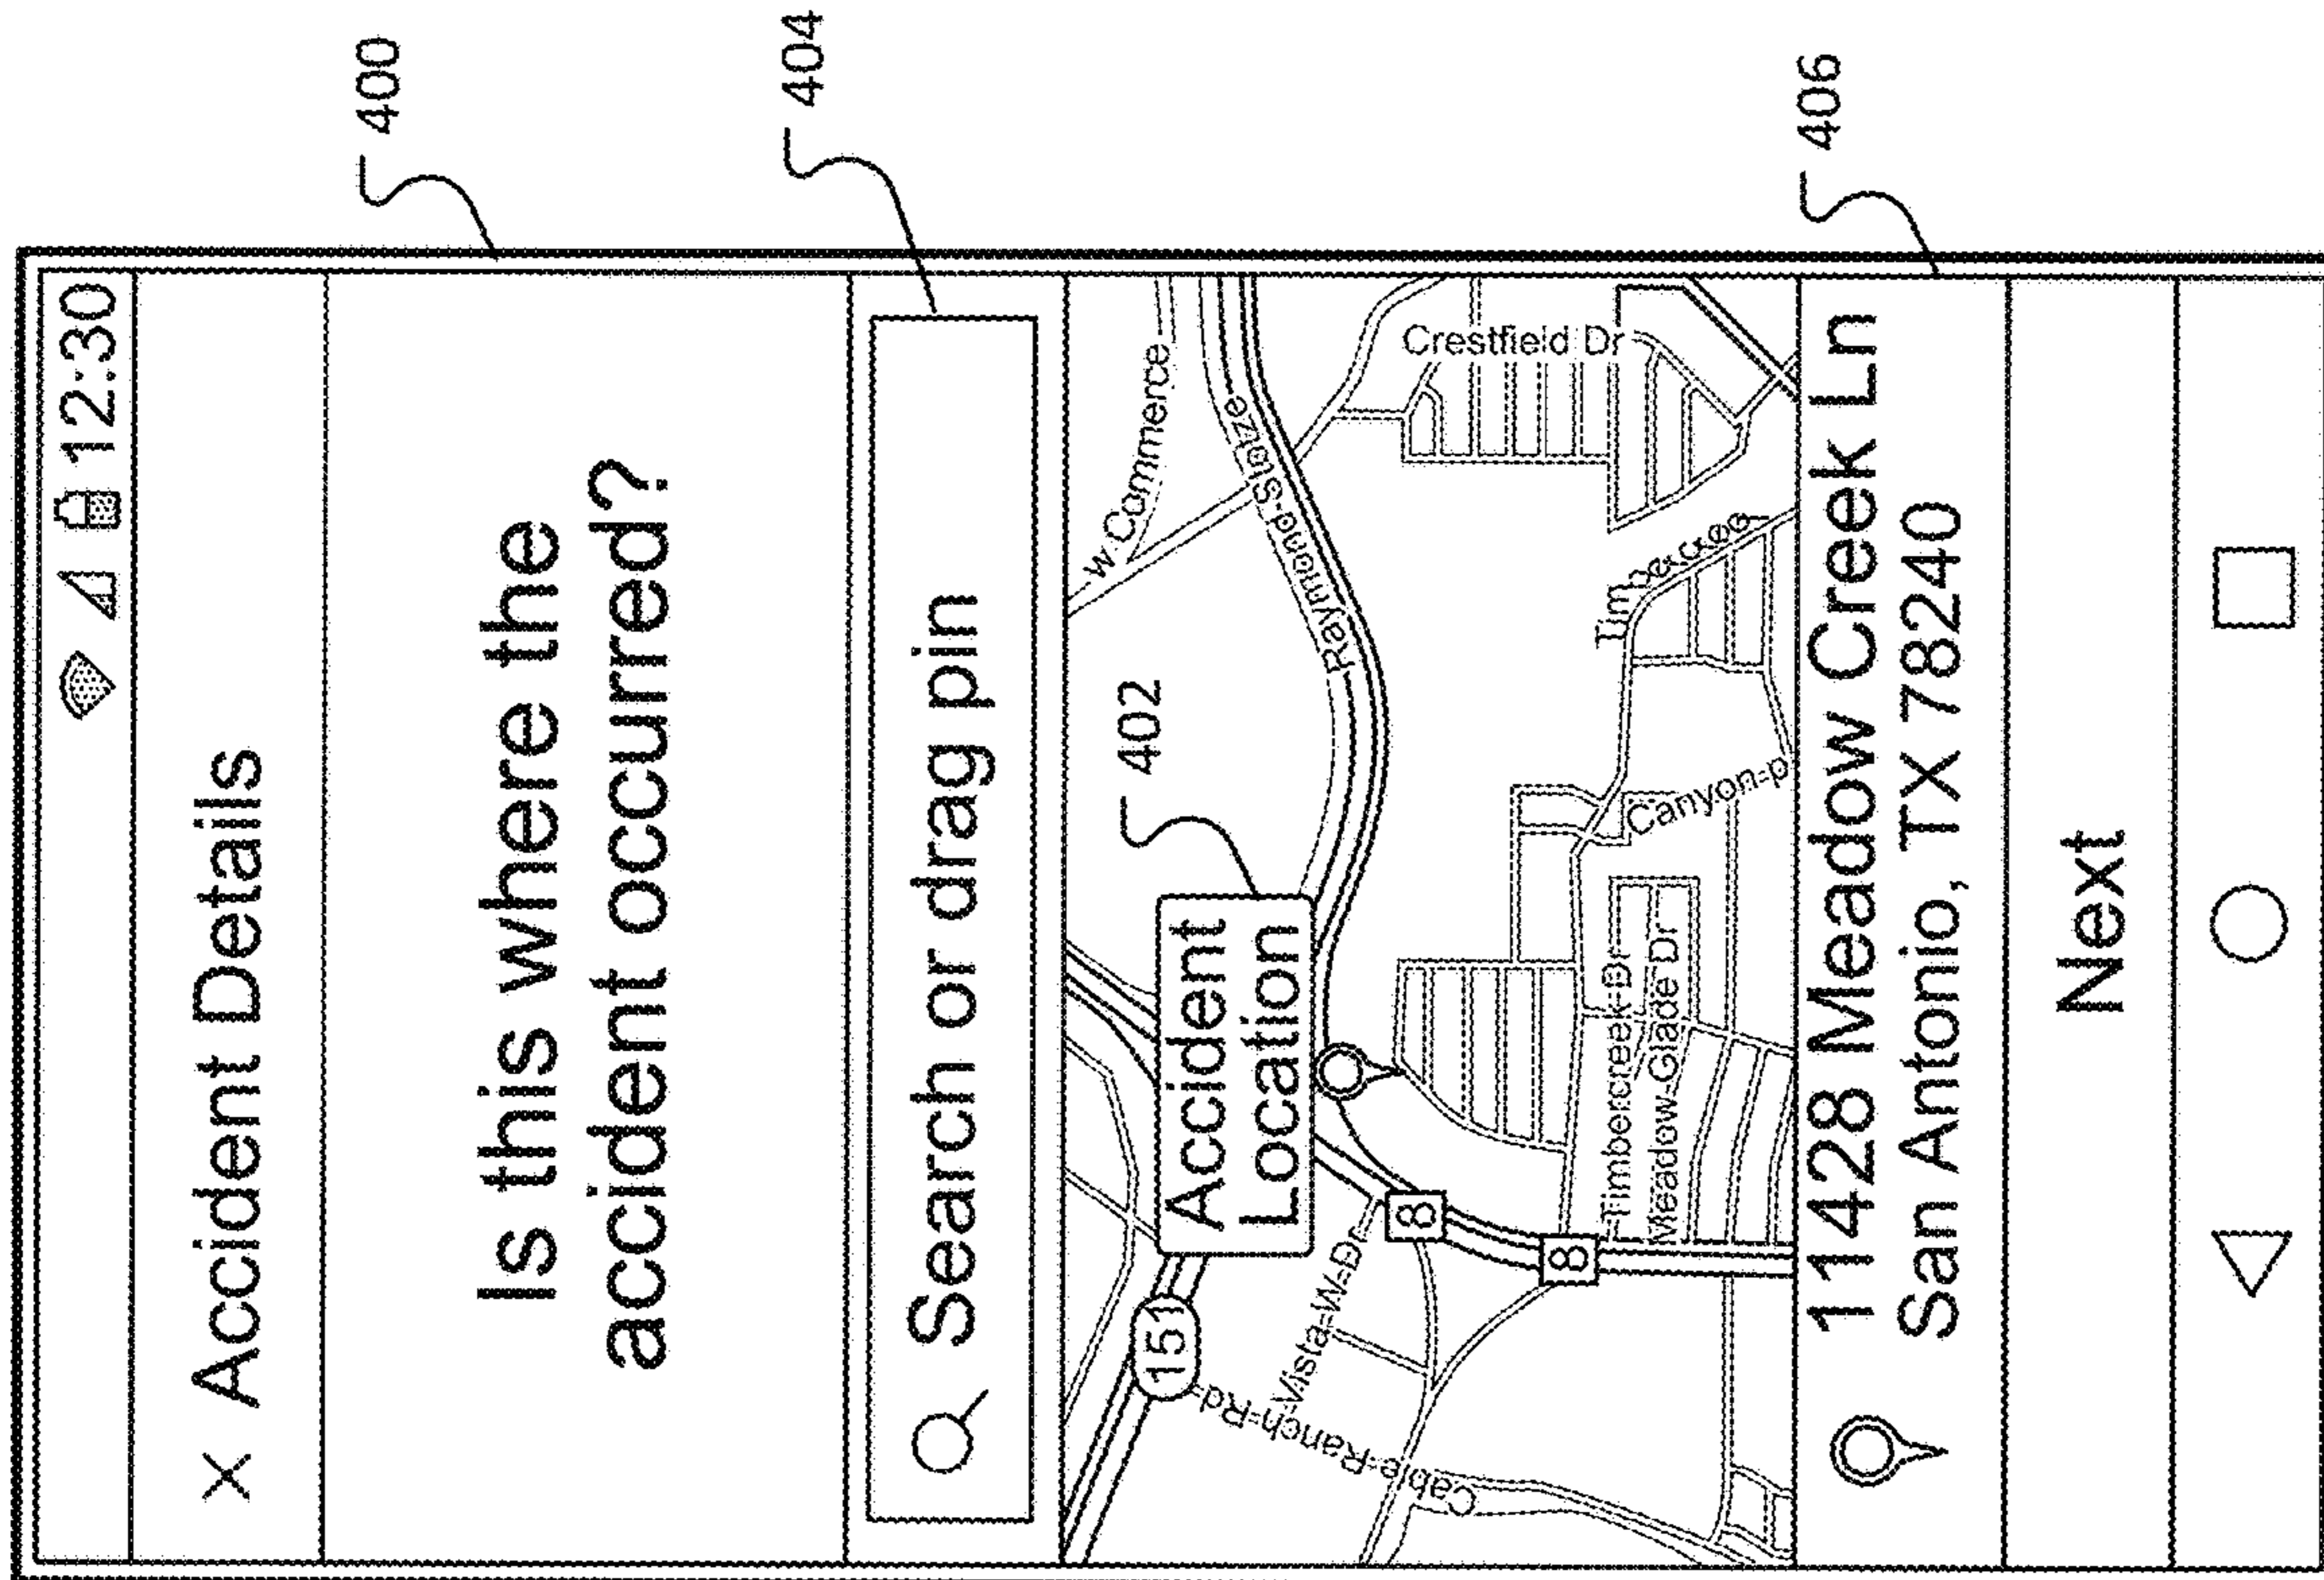 12:30
400
X Accident Details
Is this where the
accident occurred?
404
Search or drag pin
W Commerce
402
Accident
Location
151
Raymond Stotze
Crestfield Dr
Vista W Dr
Cable Ranch Rd
8
8
Canyon p
Timbercreek Dr
Meadow Glade Dr
406
11428 Meadow Creek Ln
San Antonio, TX 78240
Next